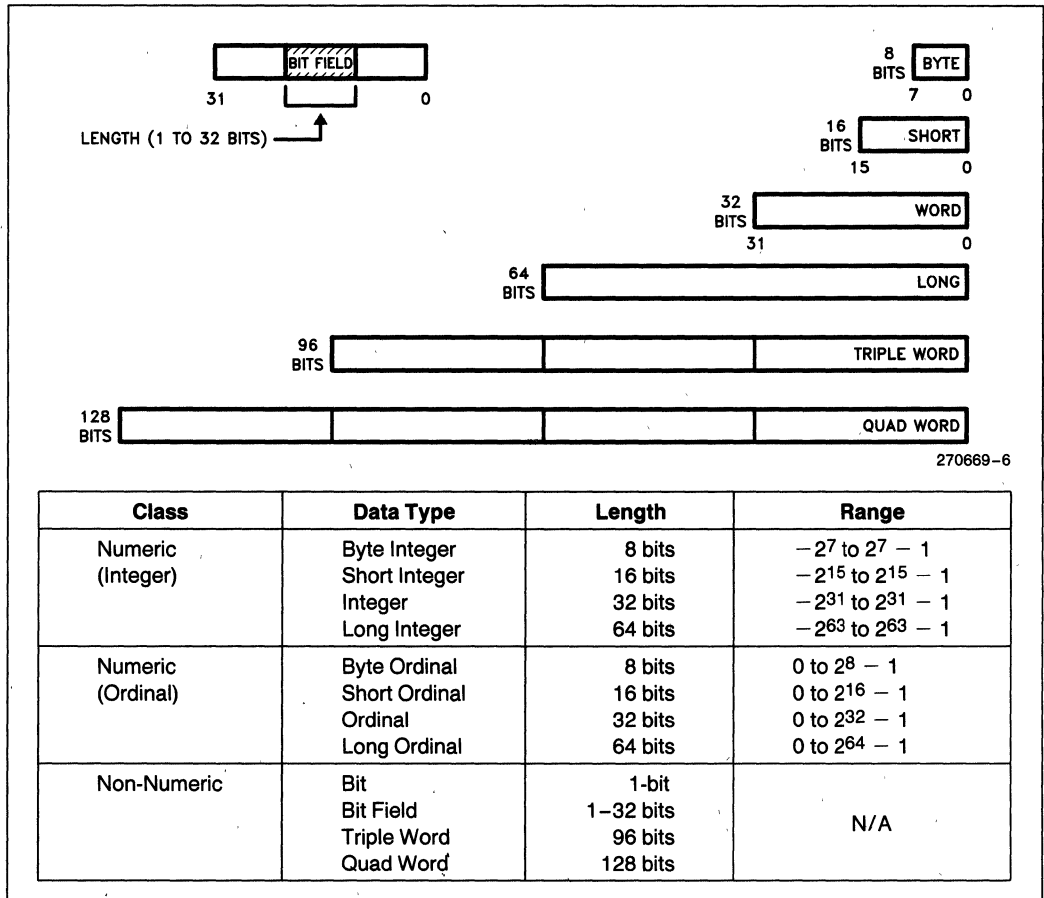 BIT FIELD
31 0
LENGTH (1 TO 32 BITS)
8 BITS BYTE
7 0
16 BITS SHORT
15 0
32 BITS WORD
31 0
64 BITS LONG
96 BITS TRIPLE WORD
128 BITS QUAD WORD
270669–6
Class Data Type Length Range
Numeric (Integer) Byte Integer 8 bits −2⁷ to 2⁷ − 1
Short Integer 16 bits −2¹⁵ to 2¹⁵ − 1
Integer 32 bits −2³¹ to 2³¹ − 1
Long Integer 64 bits −2⁶³ to 2⁶³ − 1
Numeric (Ordinal) Byte Ordinal 8 bits 0 to 2⁸ − 1
Short Ordinal 16 bits 0 to 2¹⁶ − 1
Ordinal 32 bits 0 to 2³² − 1
Long Ordinal 64 bits 0 to 2⁶⁴ − 1
Non-Numeric Bit 1-bit N/A
Bit Field 1–32 bits
Triple Word 96 bits
Quad Word 128 bits